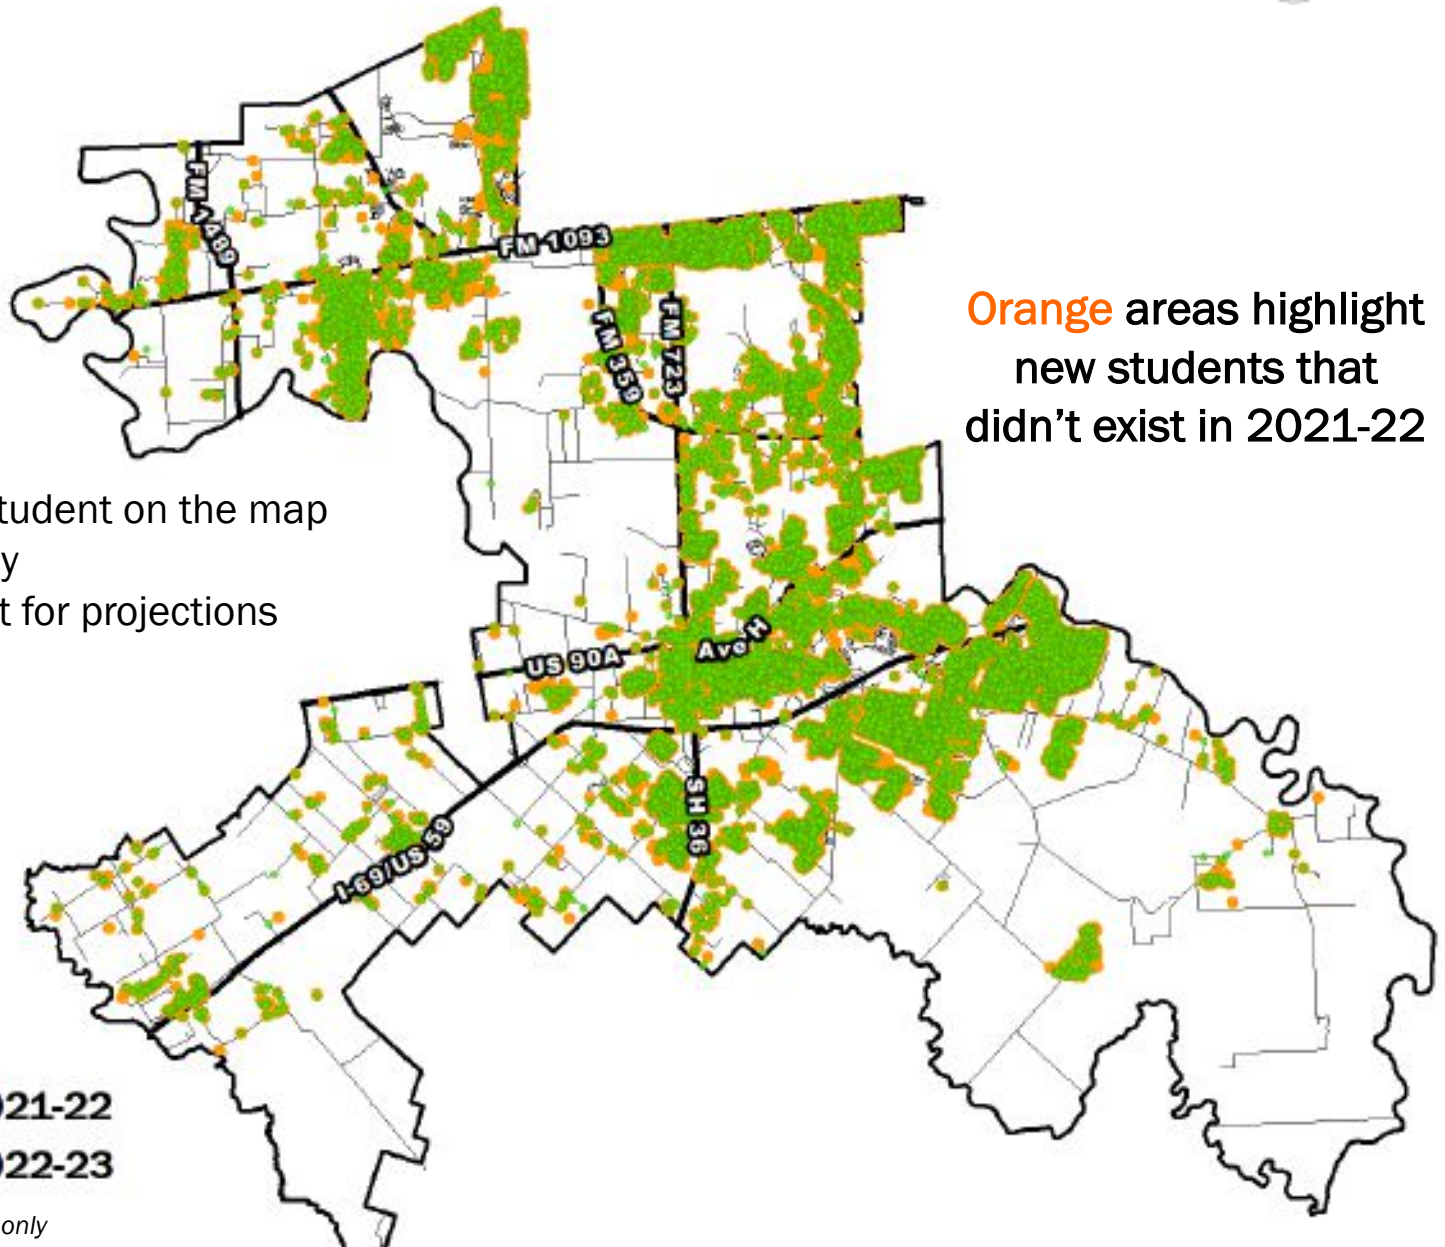 FM 1489
FM 1093
FM 359
FM 723
Orange areas highlight
new students that
didn't exist in 2021-22
tudent on the map
y
t for projections
Ave H
US 90A
SH 36
I-69/US 59
21-22
22-23
only